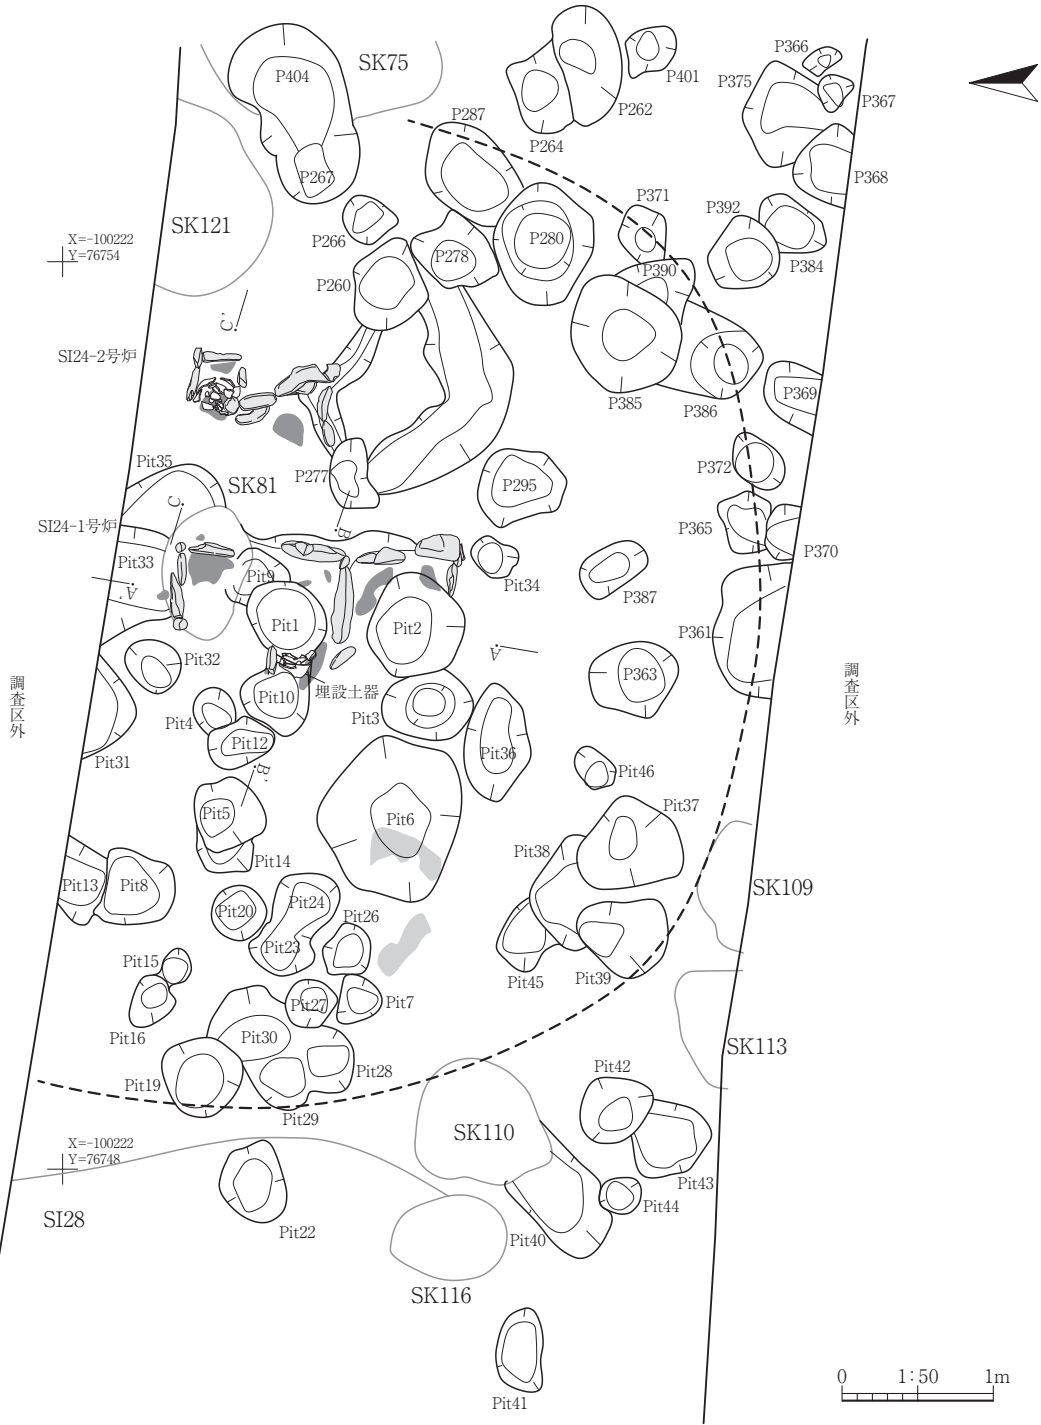 P366
SK75
P404
P401
P375
P367
P262
P287
P264
P267
P368
P371
P392
SK121
X=-100222
Y=76754
P266
P280
P278
P384
P390
P260
C'
SI24-2号炉
P369
P385
P386
Pit35
P372
P277
SK81
P295
C
SI24-1号炉
P365
B
P370
Pit33
Pit9
Pit34
A'
P387
Pit1
Pit2
P361
A
Pit32
P363
調査区外
調査区外
埋設土器
Pit10
Pit3
Pit4
Pit12
Pit36
Pit31
B'
Pit46
Pit5
Pit6
Pit37
Pit38
Pit14
Pit13
Pit8
SK109
Pit24
Pit20
Pit26
Pit23
Pit15
Pit45
Pit39
Pit27
Pit7
Pit16
Pit30
SK113
Pit42
Pit19
Pit28
Pit29
SK110
X=-100222
Y=76748
Pit43
Pit44
SI28
Pit22
Pit40
SK116
0
1:50
1m
Pit41